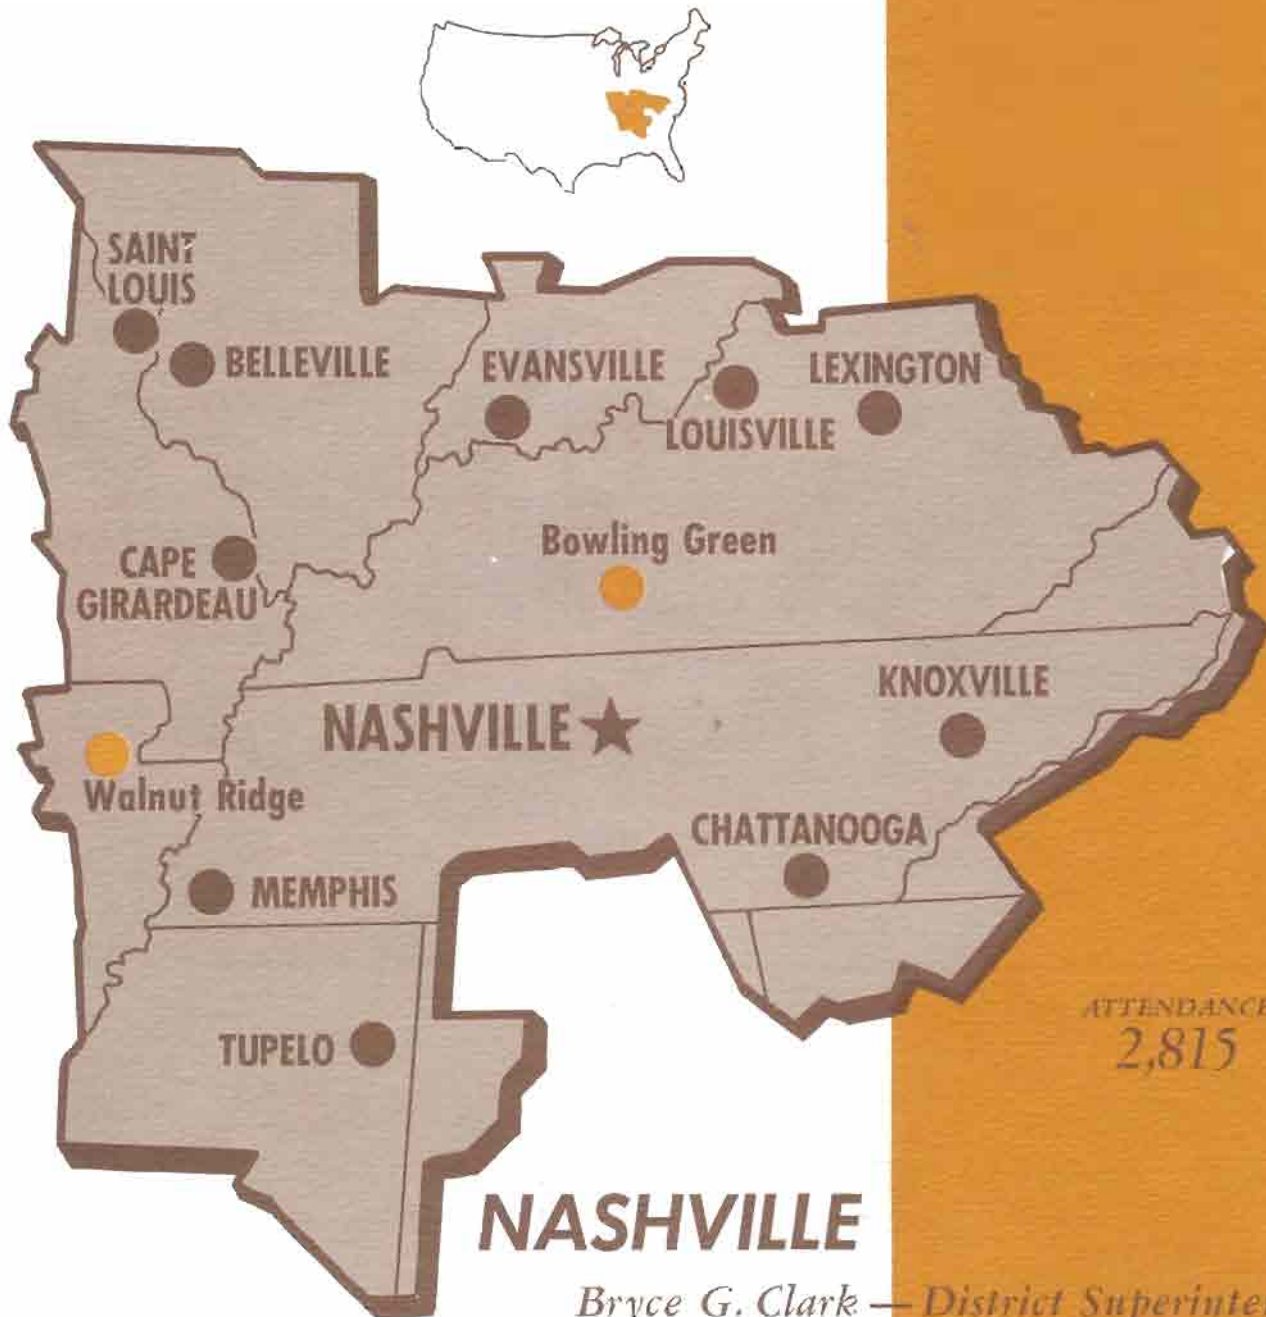 SAINT
LOUIS
BELLEVILLE
EVANSVILLE
LEXINGTON
LOUISVILLE
Bowling Green
CAPE
GIRARDEAU
KNOXVILLE
NASHVILLE
Walnut Ridge
CHATTANOOGA
MEMPHIS
ATTENDANCE
2,815
TUPELO
NASHVILLE
Bryce G. Clark — District